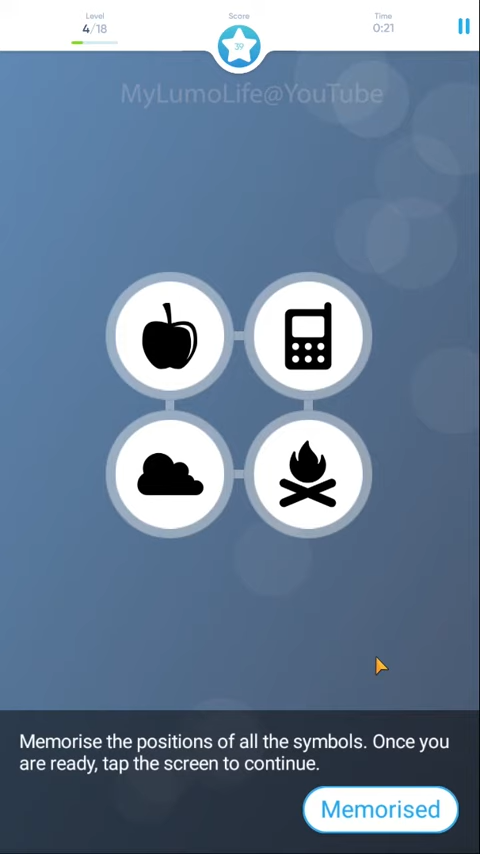 Level
Score
Time
4/18
39
0:21
MyLumoLife@YouTube
Memorise the positions of all the symbols. Once you
are ready, tap the screen to continue.
Memorised